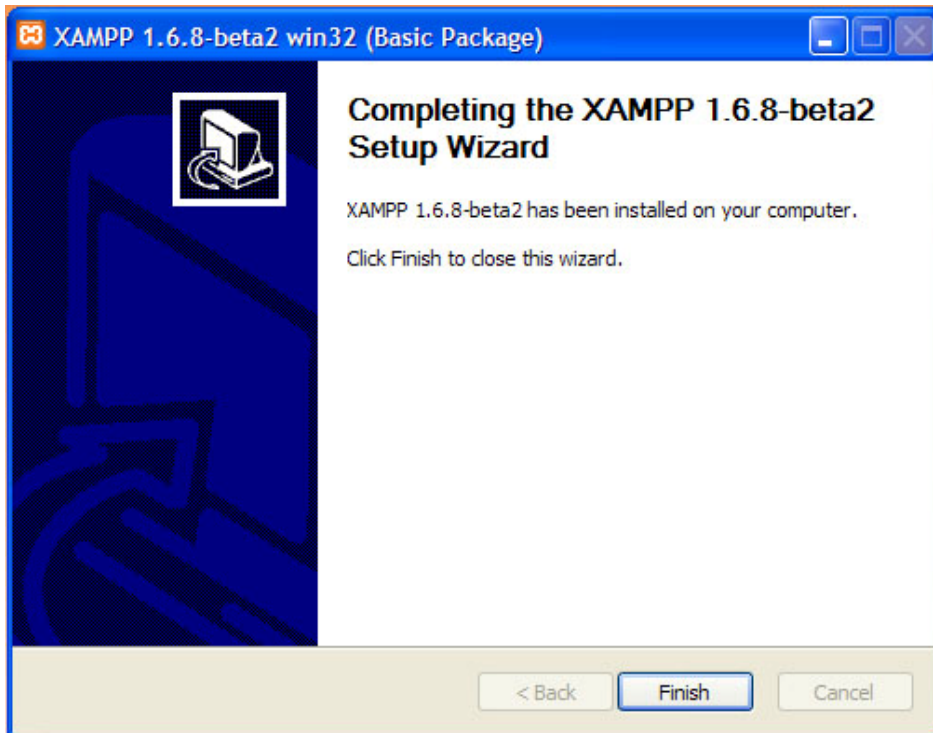 XAMPP 1.6.8-beta2 win32 (Basic Package)
Completing the XAMPP 1.6.8-beta2
Setup Wizard
XAMPP 1.6.8-beta2 has been installed on your computer.
Click Finish to close this wizard.
< Back
Finish
Cancel